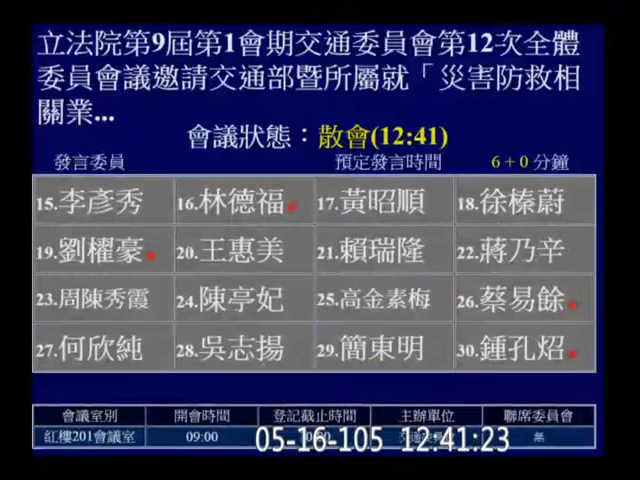 立法院第9屆第1會期交通委員會第12次全體
委員會議邀請交通部暨所屬就「災害防救相
關業...
會議狀態：散會(12:41)
發言委員 預定發言時間 6+0 分鐘
15.李彥秀 16.林德福 17.黃昭順 18.徐榛蔚
19.劉櫂豪 20.王惠美 21.賴瑞隆 22.蔣乃辛
23.周陳秀霞 24.陳亭妃 25.高金素梅 26.蔡易餘
27.何欣純 28.吳志揚 29.簡東明 30.鍾孔炤
會議室別 開會時間 登記截止時間 主辦單位 聯席委員會
紅樓201會議室 09:00 無
05-16-105 12:41:23